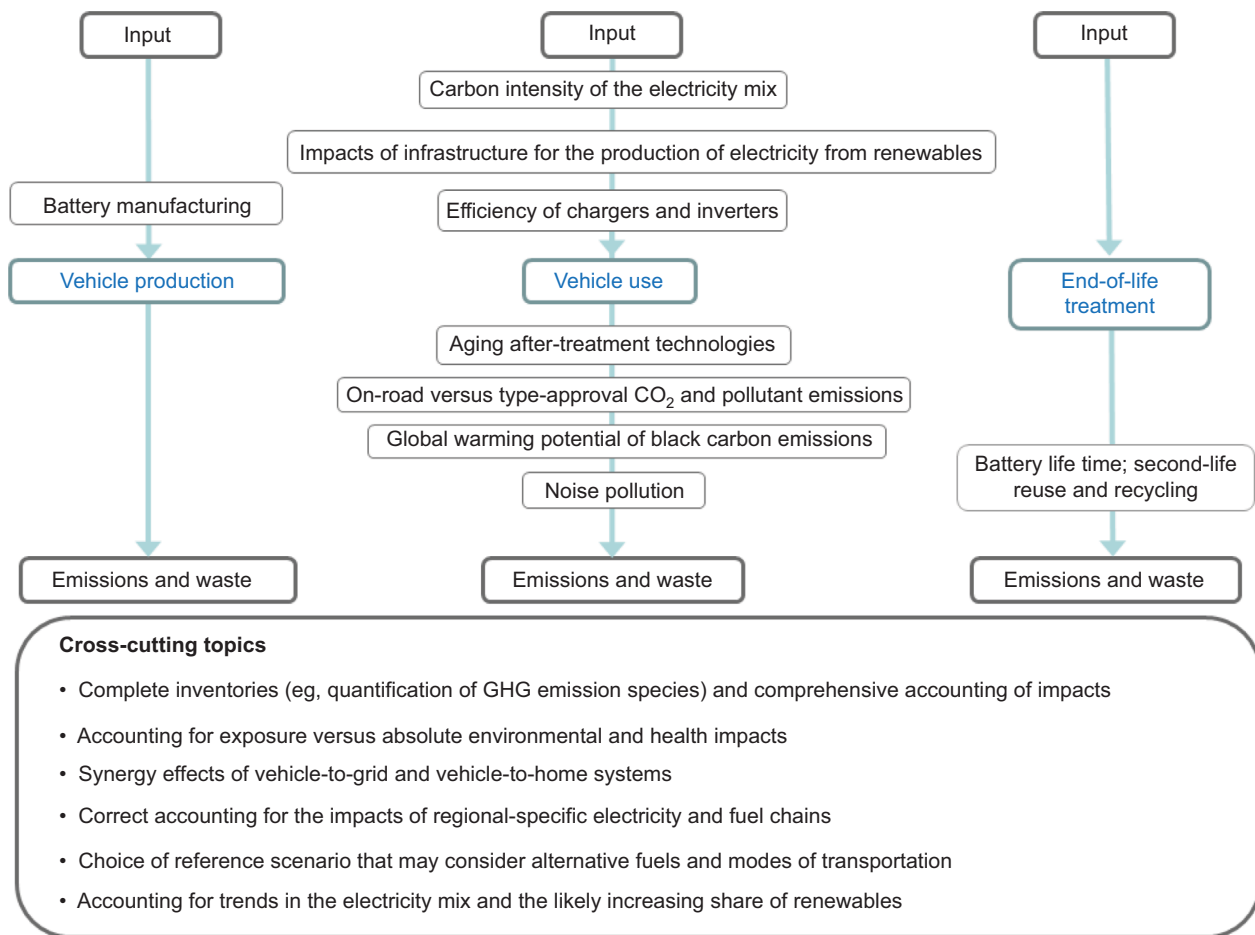 Input
Battery manufacturing
Vehicle production
Emissions and waste
Input
Carbon intensity of the electricity mix
Impacts of infrastructure for the production of electricity from renewables
Efficiency of chargers and inverters
Vehicle use
Aging after-treatment technologies
On-road versus type-approval CO₂ and pollutant emissions
Global warming potential of black carbon emissions
Noise pollution
Emissions and waste
Input
End-of-life
treatment
Battery life time; second-life
reuse and recycling
Emissions and waste
Cross-cutting topics
• Complete inventories (eg, quantification of GHG emission species) and comprehensive accounting of impacts
• Accounting for exposure versus absolute environmental and health impacts
• Synergy effects of vehicle-to-grid and vehicle-to-home systems
• Correct accounting for the impacts of regional-specific electricity and fuel chains
• Choice of reference scenario that may consider alternative fuels and modes of transportation
• Accounting for trends in the electricity mix and the likely increasing share of renewables